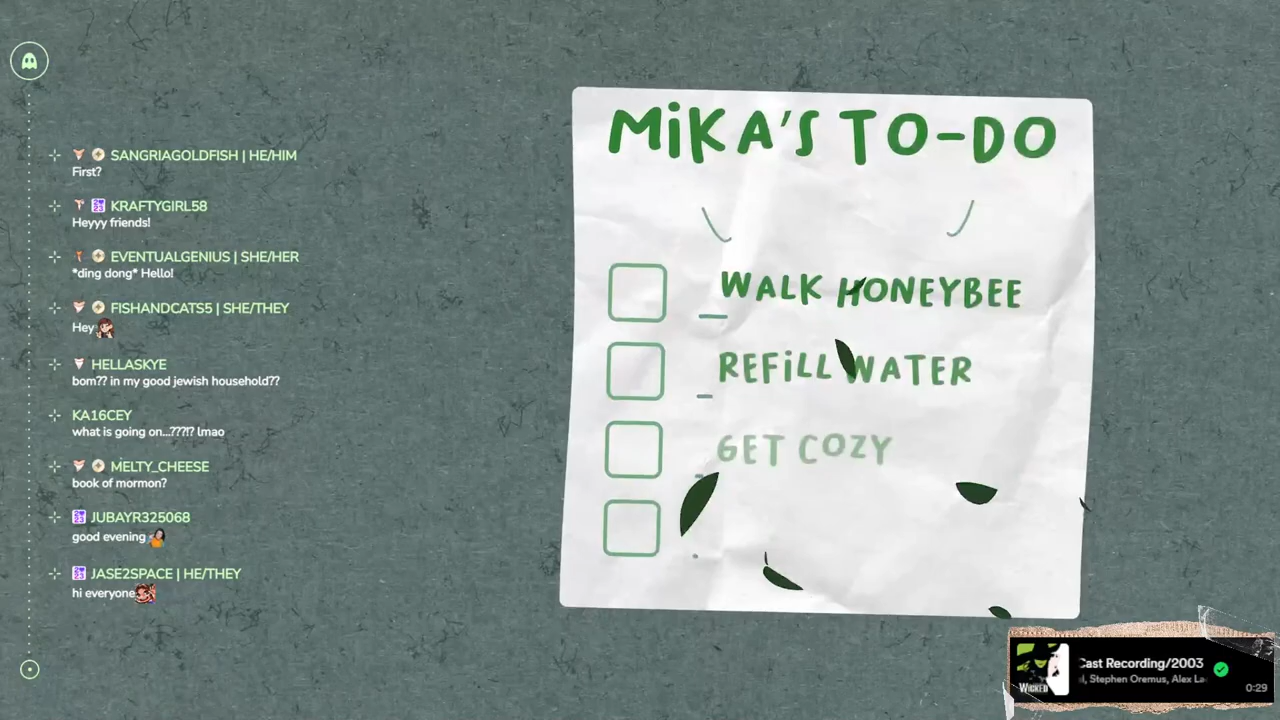 SANGRIAGOLDFISH | HE/HIM
First?
KRAFTYGIRL58
Heyyy friends!
EVENTUALGENIUS | SHE/HER
*ding dong* Hello!
FISHANDCATS5 | SHE/THEY
Hey
HELLASKYE
bom?? in my good jewish household??
KA16CEY
what is going on...???!? lmao
MELTY_CHEESE
book of mormon?
JUBAYR325068
good evening
JASE2SPACE | HE/THEY
hi everyone
MiKA'S TO-DO
WALK HONEYBEE
REFiLL WATER
GET COZY
WICKED
Cast Recording/2003
l, Stephen Oremus, Alex La
0:29